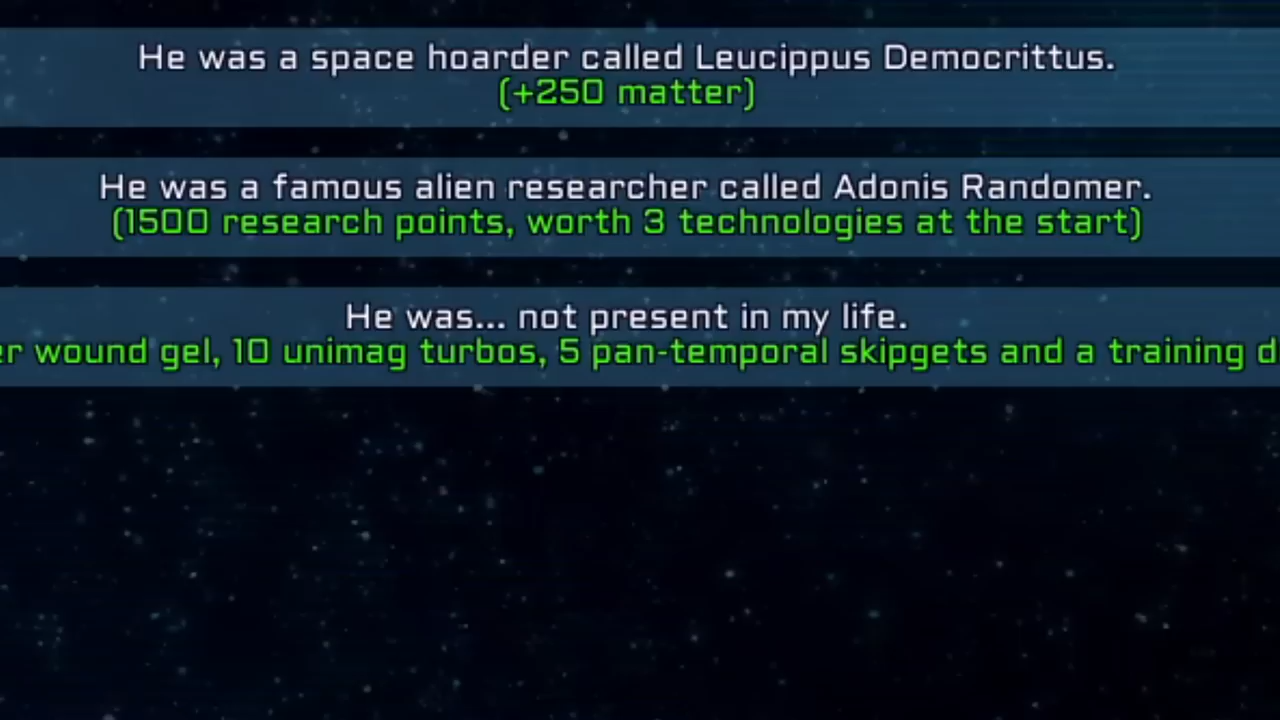 He was a space hoarder called Leucippus Democrittus.
(+250 matter)
He was a famous alien researcher called Adonis Randomer.
(1500 research points, worth 3 technologies at the start)
He was... not present in my life.
er wound gel, 10 unimag turbos, 5 pan-temporal skipgets and a training d